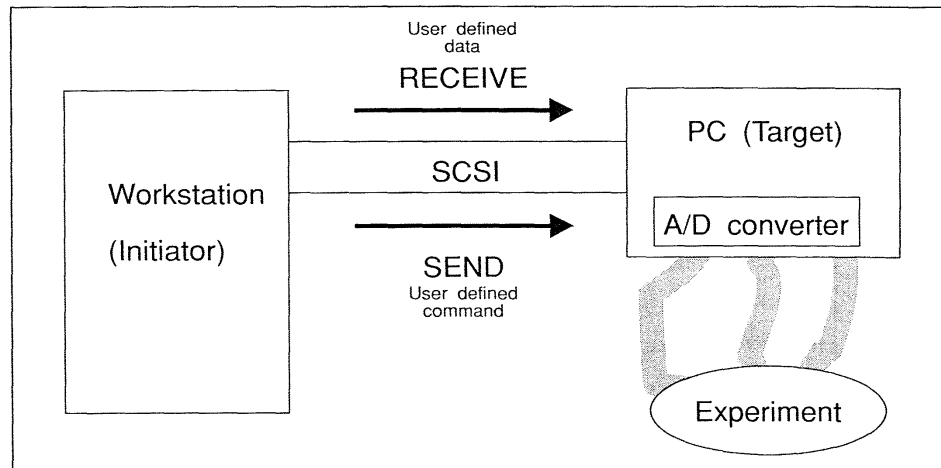 User defined
data
RECEIVE
Workstation
(Initiator)
SCSI
SEND
User defined
command
PC (Target)
A/D converter
Experiment